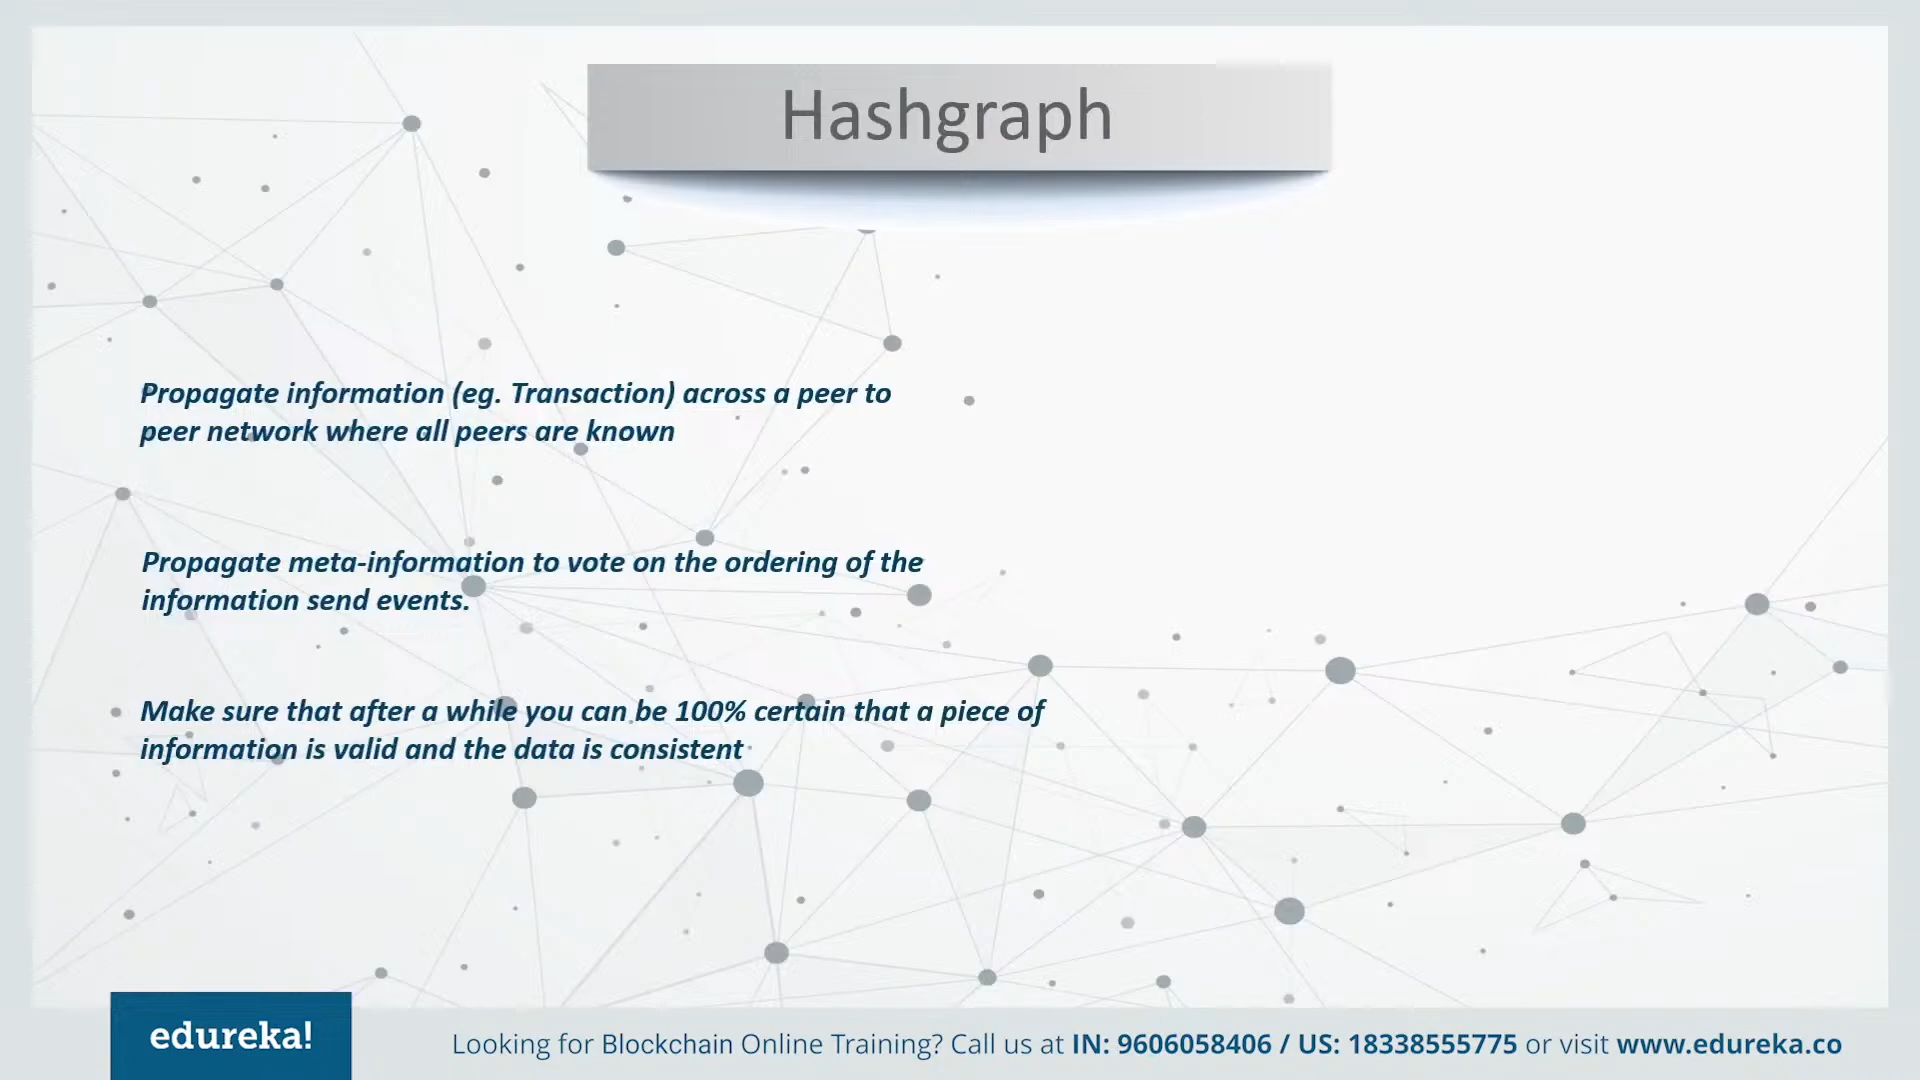 Hashgraph
Propagate information (eg. Transaction) across a peer to
peer network where all peers are known
Propagate meta-information to vote on the ordering of the
information send events.
Make sure that after a while you can be 100% certain that a piece of
information is valid and the data is consistent
edureka!
Looking for Blockchain Online Training? Call us at IN: 9606058406 / US: 18338555775 or visit www.edureka.co